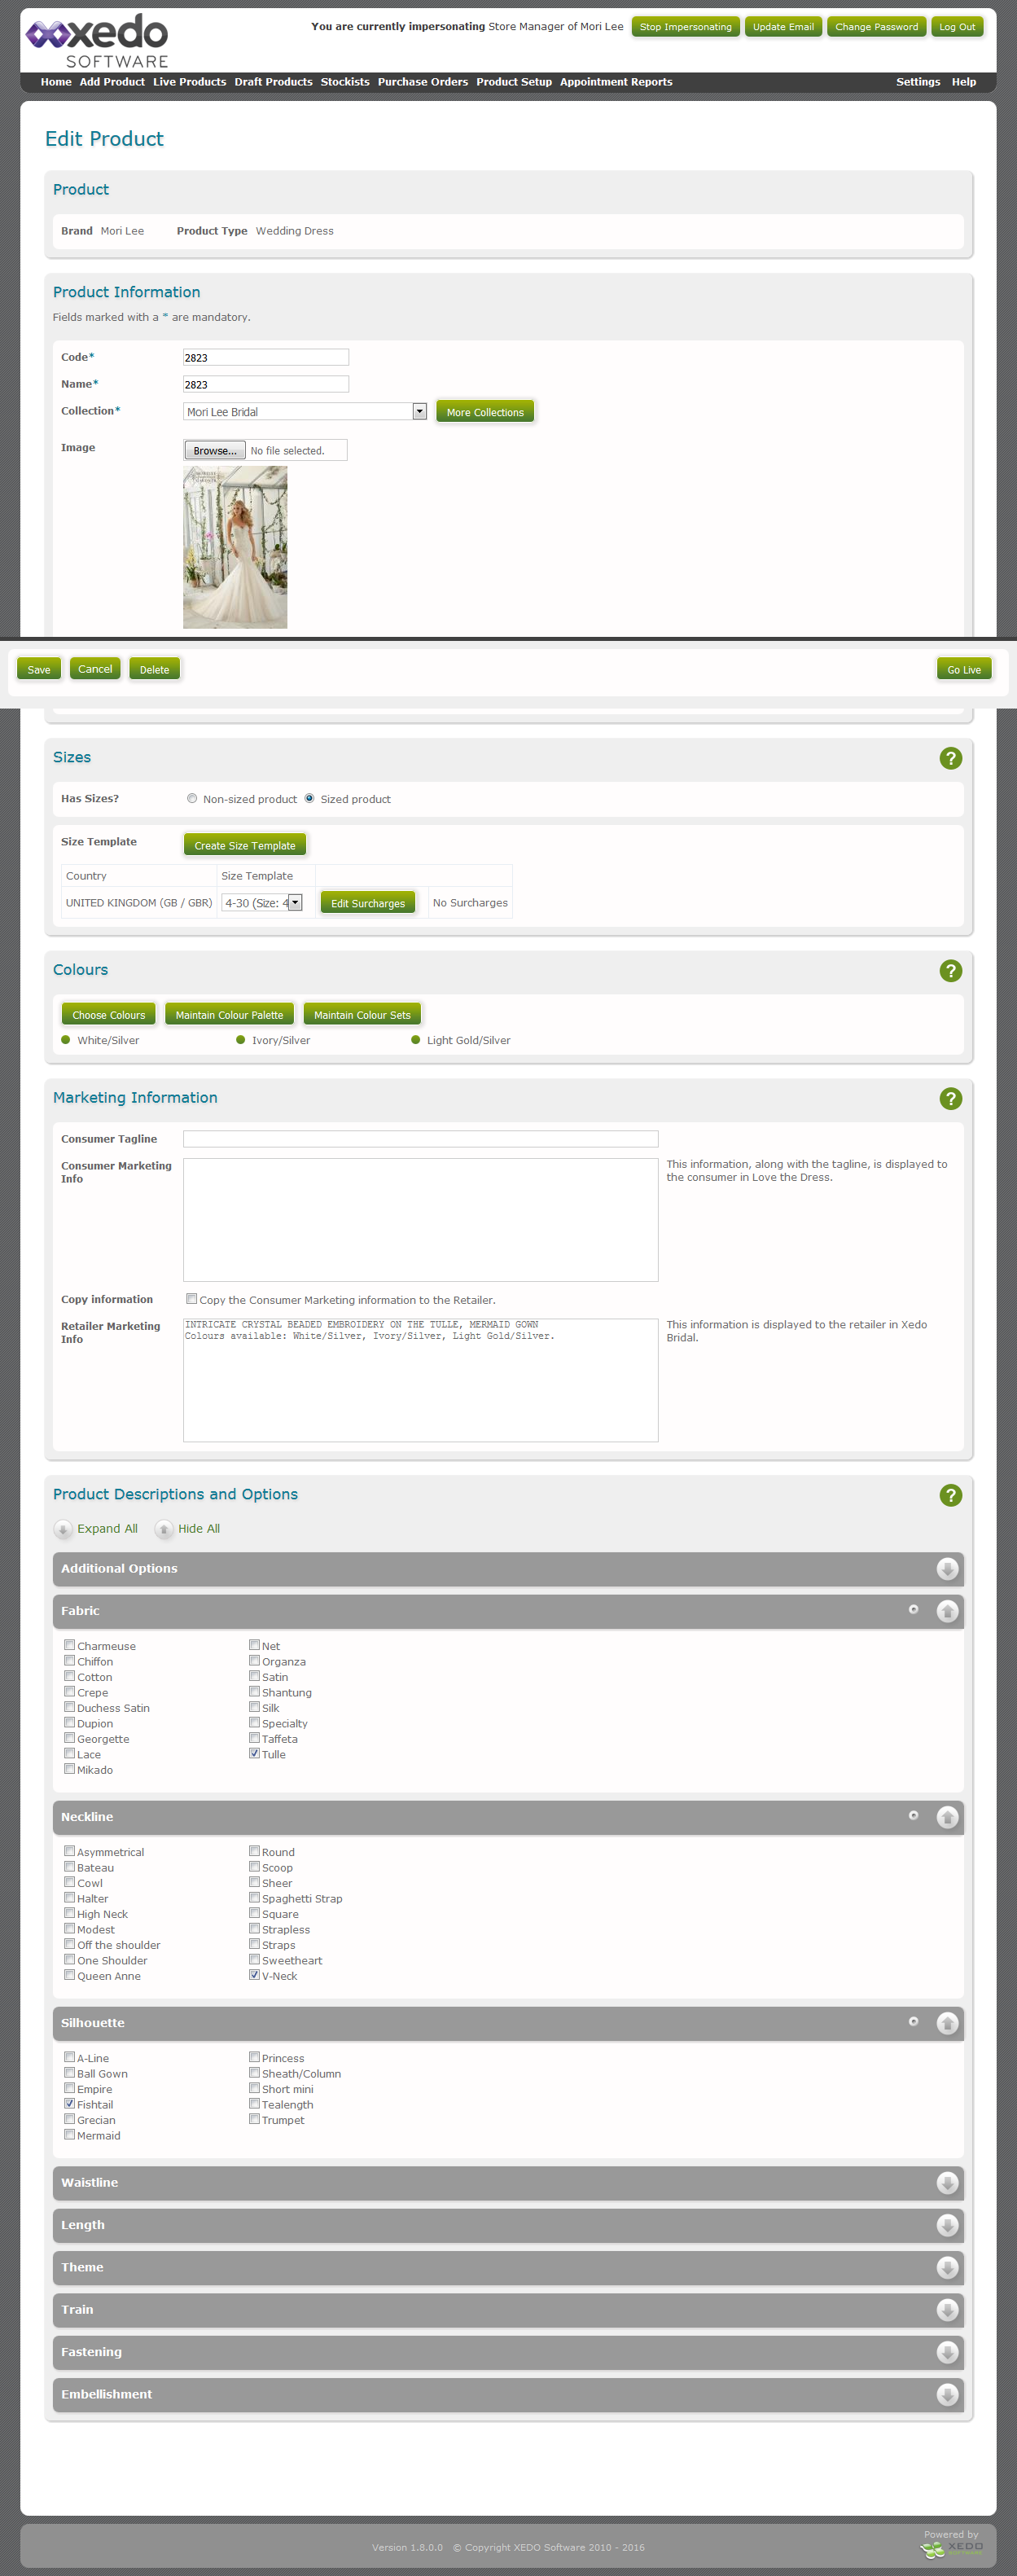 xedo
SOFTWARE
You are currently impersonating Store Manager of Mori Lee Stop Impersonating Update Email Change Password Log Out
Home Add Product Live Products Draft Products Stockists Purchase Orders Product Setup Appointment Reports Settings Help
Edit Product
Product
Brand Mori Lee Product Type Wedding Dress
Product Information
Fields marked with a * are mandatory.
Code* 2823
Name* 2823
Collection* Mori Lee Bridal More Collections
Image Browse... No file selected.
Save Cancel Delete Go Live
Sizes ?
Has Sizes? Non-sized product Sized product
Size Template Create Size Template
Country Size Template
UNITED KINGDOM (GB / GBR) 4-30 (Size: 4 Edit Surcharges No Surcharges
Colours ?
Choose Colours Maintain Colour Palette Maintain Colour Sets
White/Silver Ivory/Silver Light Gold/Silver
Marketing Information ?
Consumer Tagline
Consumer Marketing This information, along with the tagline, is displayed to
Info the consumer in Love the Dress.
Copy information Copy the Consumer Marketing information to the Retailer.
Retailer Marketing INTRICATE CRYSTAL BEADED EMBROIDERY ON THE TULLE, MERMAID GOWN This information is displayed to the retailer in Xedo
Info Colours available: White/Silver, Ivory/Silver, Light Gold/Silver. Bridal.
Product Descriptions and Options ?
Expand All Hide All
Additional Options
Fabric
Charmeuse Net
Chiffon Organza
Cotton Satin
Crepe Shantung
Duchess Satin Silk
Dupion Specialty
Georgette Taffeta
Lace Tulle
Mikado
Neckline
Asymmetrical Round
Bateau Scoop
Cowl Sheer
Halter Spaghetti Strap
High Neck Square
Modest Strapless
Off the shoulder Straps
One Shoulder Sweetheart
Queen Anne V-Neck
Silhouette
A-Line Princess
Ball Gown Sheath/Column
Empire Short mini
Fishtail Tealength
Grecian Trumpet
Mermaid
Waistline
Length
Theme
Train
Fastening
Embellishment
Powered by
Version 1.8.0.0 © Copyright XEDO Software 2010 - 2016 XEDO